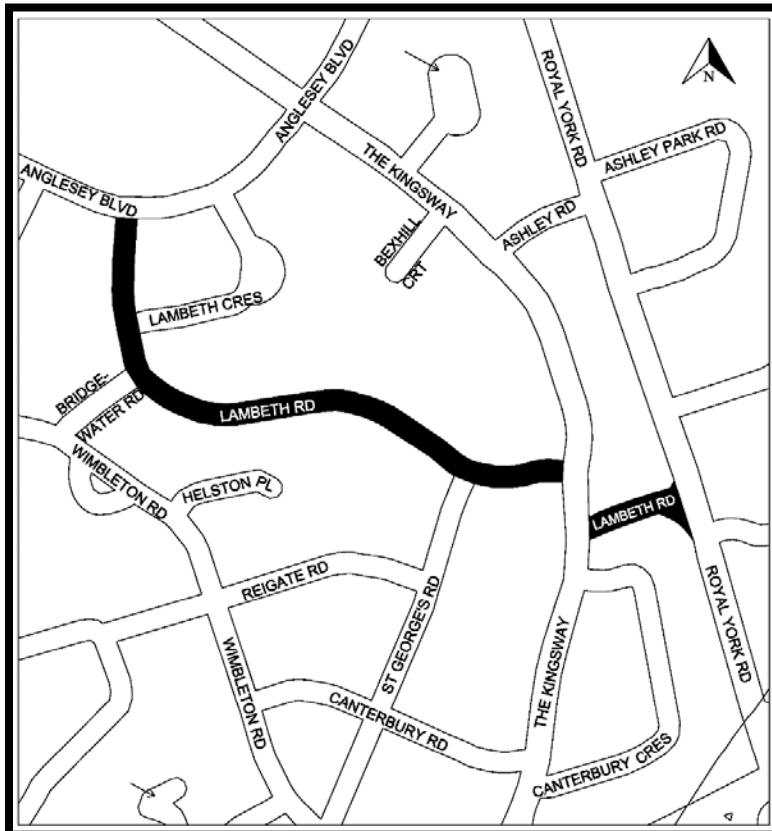 ANGLESEY BLVD
ROYAL YORK RD
N
ASHLEY PARK RD
THE KINGSWAY
ANGLESEY BLVD
ASHLEY RD
BEXHILL
CRT
LAMBETH CRES
BRIDGE-
WATER RD
LAMBETH RD
WIMBLETON RD
HELSTON PL
LAMBETH RD
REIGATE RD
ST GEORGE'S RD
ROYAL YORK RD
WIMBLETON RD
THE KINGSWAY
CANTERBURY RD
CANTERBURY CRES